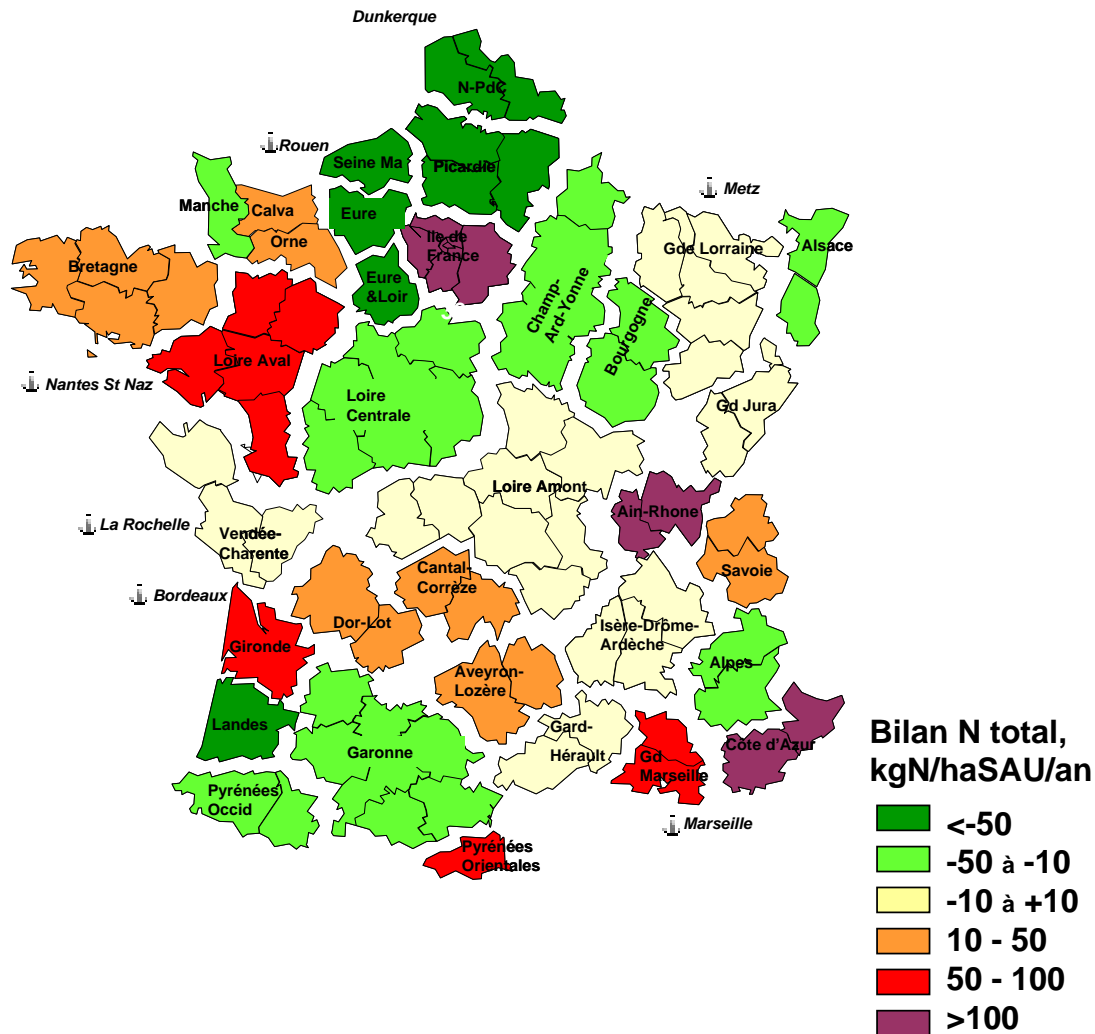 Dunkerque
N-PdC
Rouen
Seine Ma
Picardie
Metz
Manche
Calva
Eure
Ile de
France
Orne
Gde Lorraine
Alsace
Bretagne
Eure
&Loir
Champ-
Ard-Yonne
Bourgogne
Loire Aval
Nantes St Naz
Loire
Centrale
Gd Jura
Loire Amont
Ain-Rhone
La Rochelle
Vendée-
Charente
Cantal-
Corrèze
Savoie
Bordeaux
Dor-Lot
Isère-Drôme-
Ardèche
Gironde
Alpes
Aveyron-
Lozère
Landes
Gard-
Hérault
Côte d'Azur
Garonne
Gd
Marseille
Pyrénées
Occid
Marseille
Pyrénées
Orientales
Bilan N total,
kgN/haSAU/an
<-50
-50 à -10
-10 à +10
10 - 50
50 - 100
>100